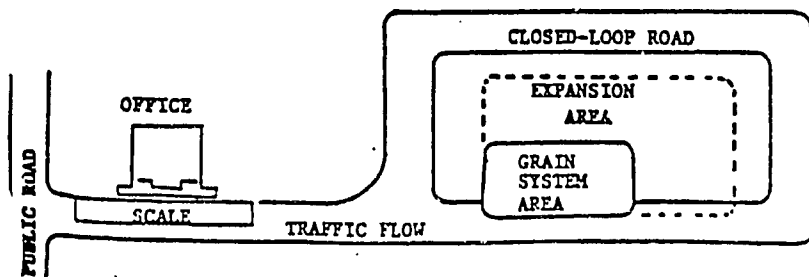 CLOSED-LOOP ROAD
EXPANSION
AREA
OFFICE
GRAIN
SYSTEM
AREA
SCALE
TRAFFIC FLOW
PUBLIC ROAD